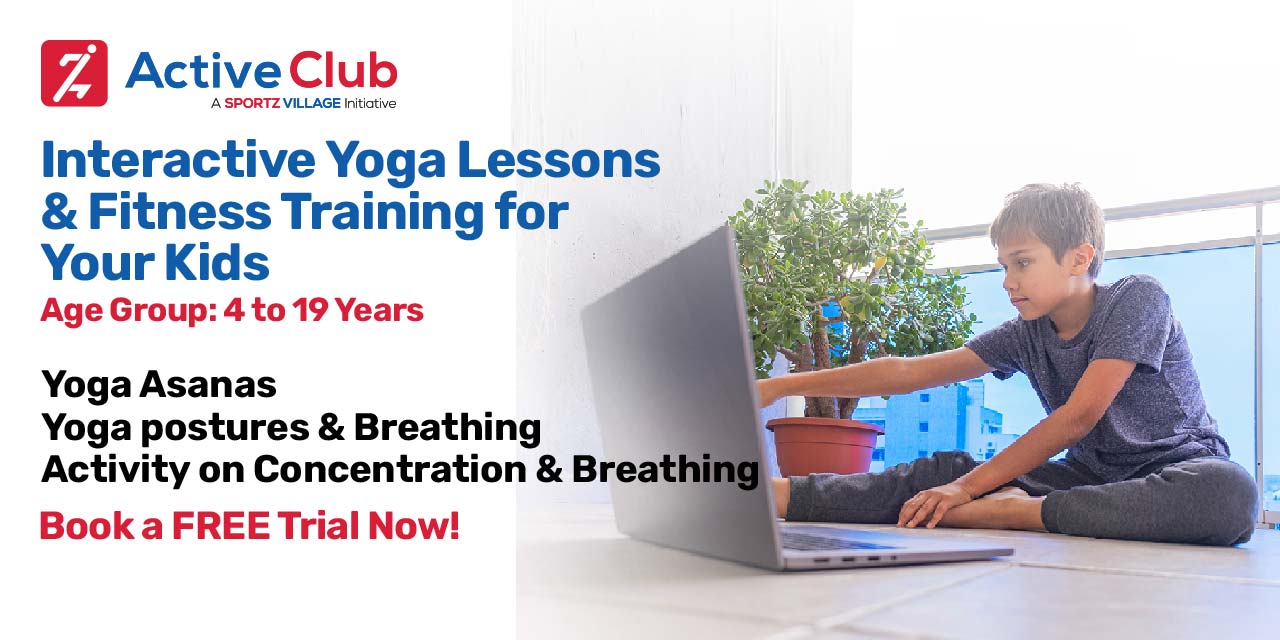 Active Club
A SPORTZ VILLAGE Initiative
Interactive Yoga Lessons
& Fitness Training for
Your Kids
Age Group: 4 to 19 Years
Yoga Asanas
Yoga postures & Breathing
Activity on Concentration & Breathing
Book a FREE Trial Now!